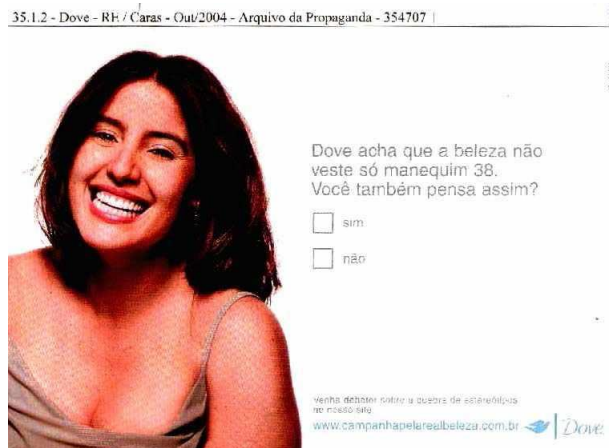 35.1.2 - Dove - RE / Caras - Out/2004 - Arquivo da Propaganda - 354707
Dove acha que a beleza não
veste só manequim 38.
Você também pensa assim?
sim
não
venha debater sobre a quebra de estereótipos
no nosso site
www.campanhapelarealbeleza.com.br
Dove